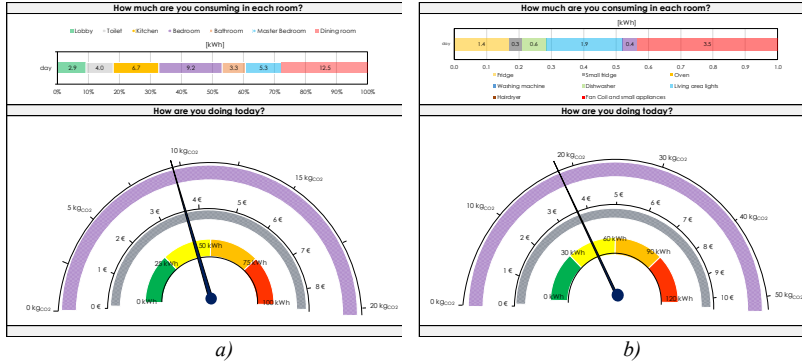 How much are you consuming in each room?
Lobby Toilet Kitchen Bedroom Bathroom Master Bedroom Dining room
[kWh]
day 2.9 4.0 6.7 9.2 3.3 5.3 12.5
0% 10% 20% 30% 40% 50% 60% 70% 80% 90% 100%
How are you doing today?
0 kgCO2 5 kgCO2 10 kgCO2 15 kgCO2 20 kgCO2
0 € 1 € 2 € 3 € 4 € 5 € 6 € 7 € 8 €
0 kWh 25 kWh 50 kWh 75 kWh 100 kWh
a)
How much are you consuming in each room?
[kWh]
day 1.4 0.3 0.6 1.9 0.4 3.5
0.0 0.1 0.2 0.3 0.4 0.5 0.6 0.7 0.8 0.9 1.0
Fridge Small fridge Oven
Washing machine Dishwasher Living area lights
Hairdryer Fan Coil and small appliances
How are you doing today?
0 kgCO2 10 kgCO2 20 kgCO2 30 kgCO2 40 kgCO2 50 kgCO2
0 € 1 € 2 € 3 € 4 € 5 € 6 € 7 € 8 € 9 € 10 €
0 kWh 30 kWh 60 kWh 90 kWh 120 kWh
b)